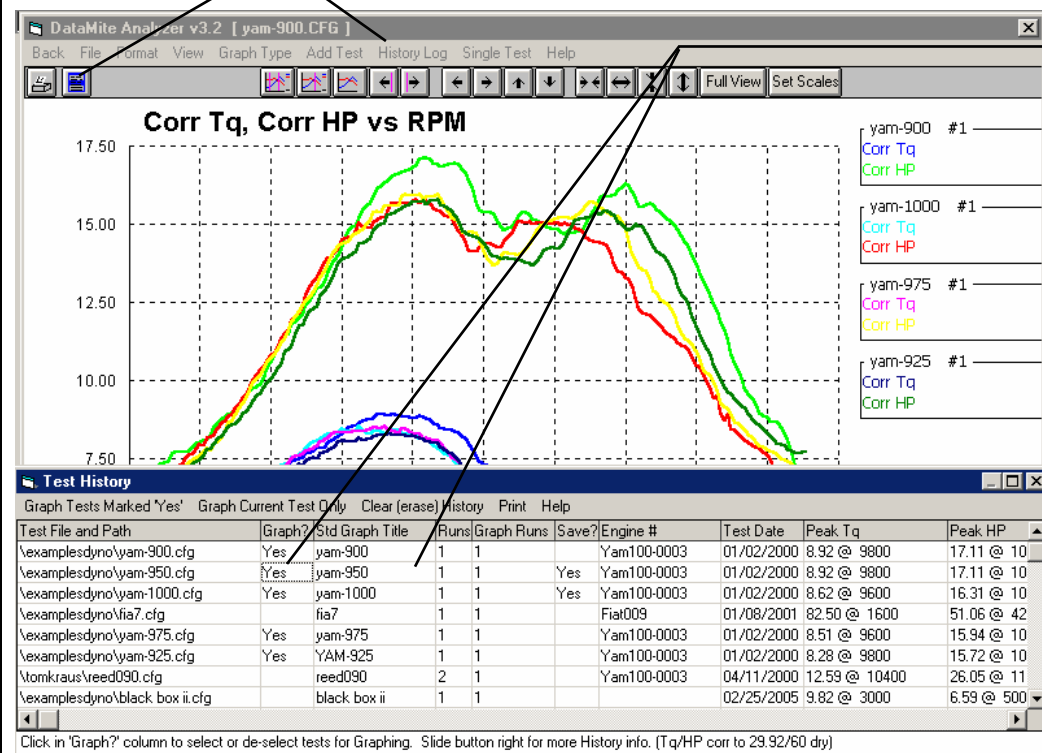 DataMite Analyzer v3.2 [ yam-900.CFG ]
Back File Format View Graph Type Add Test History Log Single Test Help
Full View Set Scales
Corr Tq, Corr HP vs RPM
17.50
15.00
12.50
10.00
7.50
yam-900 #1
Corr Tq
Corr HP
yam-1000 #1
Corr Tq
Corr HP
yam-975 #1
Corr Tq
Corr HP
yam-925 #1
Corr Tq
Corr HP
Test History
Graph Tests Marked 'Yes' Graph Current Test Only Clear (erase) History Print Help
Test File and Path Graph? Std Graph Title Runs Graph Runs Save? Engine # Test Date Peak Tq Peak HP
\examplesdyno\yam-900.cfg Yes yam-900 1 1 Yam100-0003 01/02/2000 8.92 @ 9800 17.11 @ 10
\examplesdyno\yam-950.cfg Yes yam-950 1 1 Yes Yam100-0003 01/02/2000 8.92 @ 9800 17.11 @ 10
\examplesdyno\yam-1000.cfg Yes yam-1000 1 1 Yes Yam100-0003 01/02/2000 8.62 @ 9600 16.31 @ 10
\examplesdyno\fia7.cfg fia7 1 1 Fiat009 01/08/2001 82.50 @ 1600 51.06 @ 42
\examplesdyno\yam-975.cfg Yes yam-975 1 1 Yam100-0003 01/02/2000 8.51 @ 9600 15.94 @ 10
\examplesdyno\yam-925.cfg Yes YAM-925 1 1 Yam100-0003 01/02/2000 8.28 @ 9800 15.72 @ 10
\tomkraus\reed090.cfg reed090 2 1 Yam100-0003 04/11/2000 12.59 @ 10400 26.05 @ 11
\examplesdyno\black box ii.cfg black box ii 1 1 02/25/2005 9.82 @ 3000 6.59 @ 500
Click in 'Graph?' column to select or de-select tests for Graphing. Slide button right for more History info. (Tq/HP corr to 29.92/60 dry)